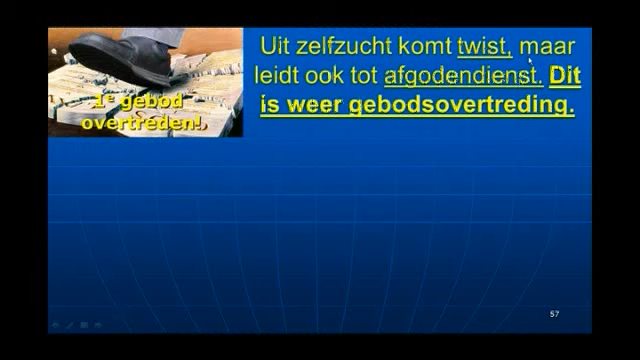 Uit zelfzucht komt twist, maar
leidt ook tot afgodendienst. Dit
is weer gebodsovertreding.
1e gebod
overtreden!
57